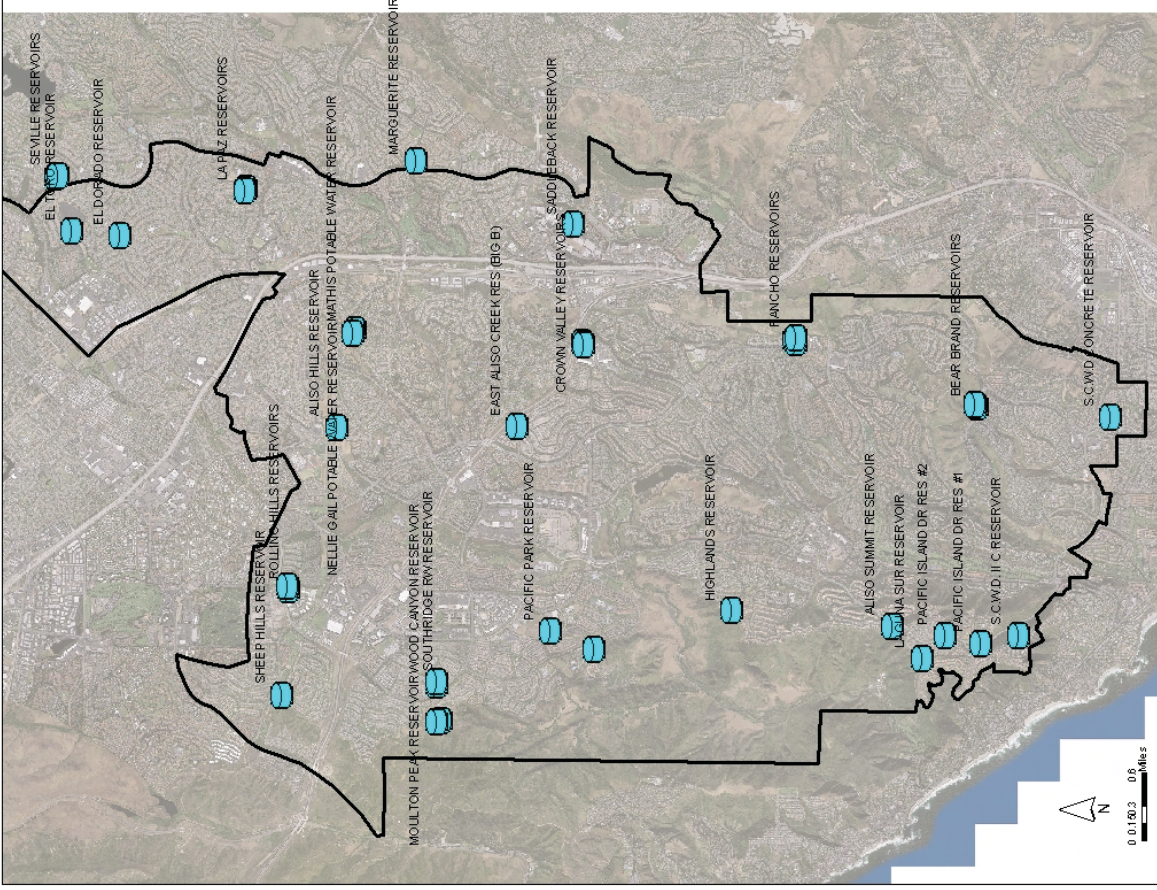 SEVILLE RESERVOIRS
EL TORO RESERVOIR
ELDORADO RESERVOIR
LA PAZ RESERVOIRS
MARGUERITE RESERVOIR
SADDLEBACK RESERVOIR
ALISO HILLS RESERVOIR
NELLIE GAIL POTABLE WATER RESERVOIR
MATHIS POTABLE WATER RESERVOIR
EAST ALISO CREEK RES (BIG B)
CROWN VALLEY RESERVOIRS
RANCHO RESERVOIRS
ROLLING HILLS RESERVOIRS
SHEEP HILLS RESERVOIR
MOULTON PEAK RESERVOIR
WOOD CANYON RESERVOIR
SOUTHRIDGE RW RESERVOIR
PACIFIC PARK RESERVOIR
HIGHLANDS RESERVOIR
BEAR BRAND RESERVOIRS
S.C.W.D. CONCRETE RESERVOIR
ALISO SUMMIT RESERVOIR
LAGUNA SUR RESERVOIR
PACIFIC ISLAND DR RES #2
PACIFIC ISLAND DR RES #1
S.C.W.D. II C RESERVOIR
N
0 0.15 0.3 0.6
Miles